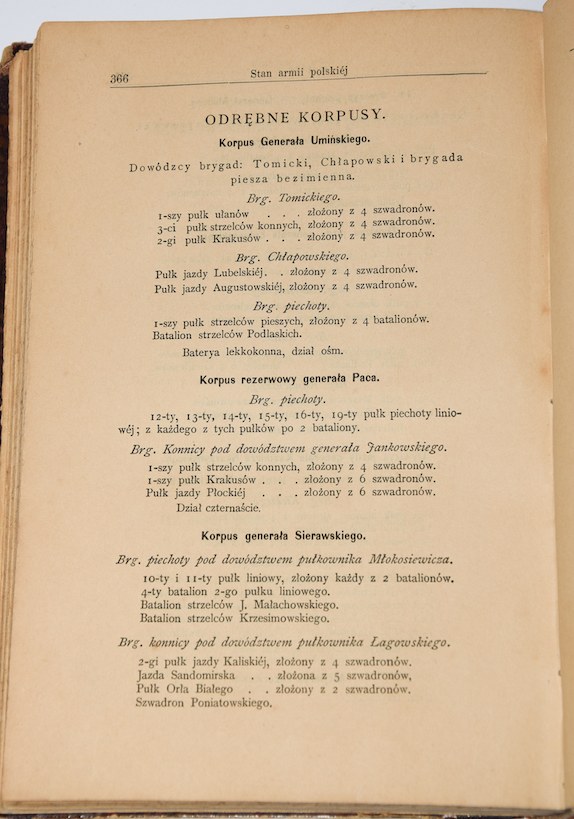 366
Stan armii polskiéj
ODRĘBNE KORPUSY.
Korpus Generała Umińskiego.
Dowódzcy brygad: Tomicki, Chłapowski i brygada
piesza bezimienna.
Brg. Tomickiego.
1-szy pułk ułanów . . . złożony z 4 szwadronów.
3-ci pułk strzelców konnych, złożony z 4 szwadronów.
2-gi pułk Krakusów . . . złożony z 4 szwadronów.
Brg. Chłapowskiego.
Pułk jazdy Lubelskiéj. . złożony z 4 szwadronów.
Pułk jazdy Augustowskiéj, złożony z 4 szwadronów.
Brg. piechoty.
1-szy pułk strzelców pieszych, złożony z 4 batalionów.
Batalion strzelców Podlaskich.
Baterya lekkokonna, dział ośm.
Korpus rezerwowy generała Paca.
Brg. piechoty.
12-ty, 13-ty, 14-ty, 15-ty, 16-ty, 19-ty pułk piechoty linio-
wéj; z każdego z tych pułków po 2 bataliony.
Brg. Konnicy pod dowództwem generała Jankowskiego.
1-szy pułk strzelców konnych, złożony z 4 szwadronów.
1-szy pułk Krakusów . . . złożony z 6 szwadronów.
Pułk jazdy Płockiéj . . . złożony z 6 szwadronów.
Dział czternaście.
Korpus generała Sierawskiego.
Brg. piechoty pod dowództwem pułkownika Młokosiewicza.
10-ty i 11-ty pułk liniowy, złożony każdy z 2 batalionów.
4-ty batalion 2-go pułku liniowego.
Batalion strzelców J. Małachowskiego.
Batalion strzelców Krzesimowskiego.
Brg. konnicy pod dowództwem pułkownika Łagowskiego.
2-gi pułk jazdy Kaliskiéj, złożony z 4 szwadronów.
Jazda Sandomirska . . złożona z 5 szwadronów,
Pułk Orła Białego . . złożony z 2 szwadronów.
Szwadron Poniatowskiego.